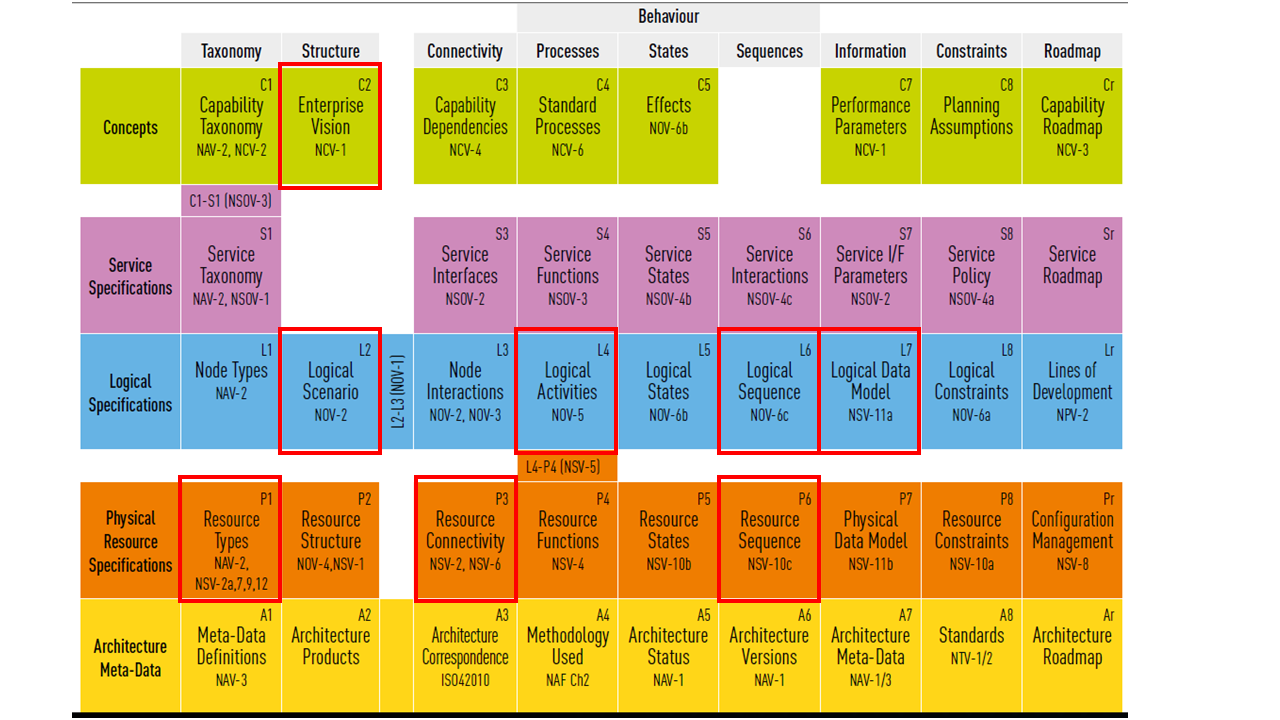 Behaviour
Taxonomy
Structure
Connectivity
Processes
States
Sequences
Information
Constraints
Roadmap
Concepts
C1
Capability
Taxonomy
NAV-2, NCV-2
C2
Enterprise
Vision
NCV-1
C3
Capability
Dependencies
NCV-4
C4
Standard
Processes
NCV-6
C5
Effects
NOV-6b
C7
Performance
Parameters
NCV-1
C8
Planning
Assumptions
Cr
Capability
Roadmap
NCV-3
C1-S1 (NSOV-3)
Service
Specifications
S1
Service
Taxonomy
NAV-2, NSOV-1
S3
Service
Interfaces
NSOV-2
S4
Service
Functions
NSOV-3
S5
Service
States
NSOV-4b
S6
Service
Interactions
NSOV-4c
S7
Service I/F
Parameters
NSOV-2
S8
Service
Policy
NSOV-4a
Sr
Service
Roadmap
Logical
Specifications
L1
Node Types
NAV-2
L2
Logical
Scenario
NOV-2
L2-L3 (NOV-1)
L3
Node
Interactions
NOV-2, NOV-3
L4
Logical
Activities
NOV-5
L5
Logical
States
NOV-6b
L6
Logical
Sequence
NOV-6c
L7
Logical Data
Model
NSV-11a
L8
Logical
Constraints
NOV-6a
Lr
Lines of
Development
NPV-2
L4-P4 (NSV-5)
Physical
Resource
Specifications
P1
Resource
Types
NAV-2,
NSV-2a,7,9,12
P2
Resource
Structure
NOV-4,NSV-1
P3
Resource
Connectivity
NSV-2, NSV-6
P4
Resource
Functions
NSV-4
P5
Resource
States
NSV-10b
P6
Resource
Sequence
NSV-10c
P7
Physical
Data Model
NSV-11b
P8
Resource
Constraints
NSV-10a
Pr
Configuration
Management
NSV-8
Architecture
Meta-Data
A1
Meta-Data
Definitions
NAV-3
A2
Architecture
Products
A3
Architecture
Correspondence
ISO42010
A4
Methodology
Used
NAF Ch2
A5
Architecture
Status
NAV-1
A6
Architecture
Versions
NAV-1
A7
Architecture
Meta-Data
NAV-1/3
A8
Standards
NTV-1/2
Ar
Architecture
Roadmap